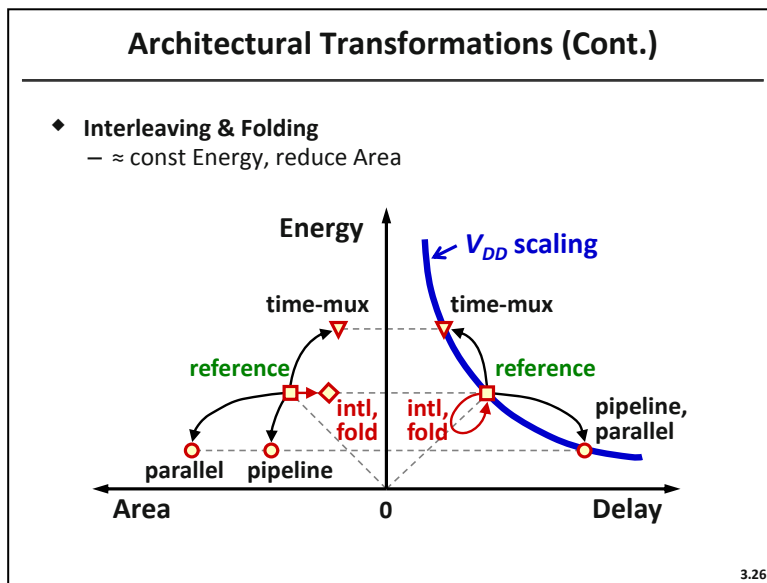 Architectural Transformations (Cont.)
◆ Interleaving & Folding
– ≈ const Energy, reduce Area
Energy
V_DD scaling
time-mux
time-mux
reference
reference
intl,
fold
intl,
fold
pipeline,
parallel
parallel
pipeline
Area
0
Delay
3.26